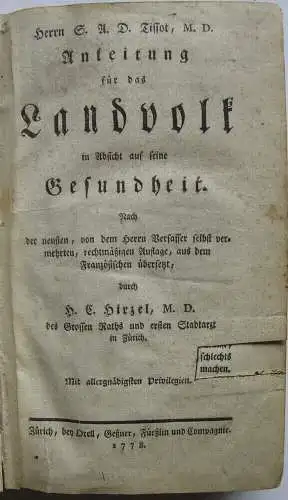 Herrn S. A. D. Tissot, M. D.
Anleitung
für das
Landvolk
in Absicht auf seine
Gesundheit.
Nach
der neusten, von dem Herrn Verfasser selbst ver-
mehrten, rechtmäßigen Auflage, aus dem
Französischen übersetzt,
durch
H. C. Hirzel, M. D.
des Grossen Raths und ersten Stadtarzt
in Zürich.
schlechts
machen.
Mit allergnädigsten Privilegien.
Zürich, bey Orell, Geßner, Füeßlin und Compagnie.
1778.